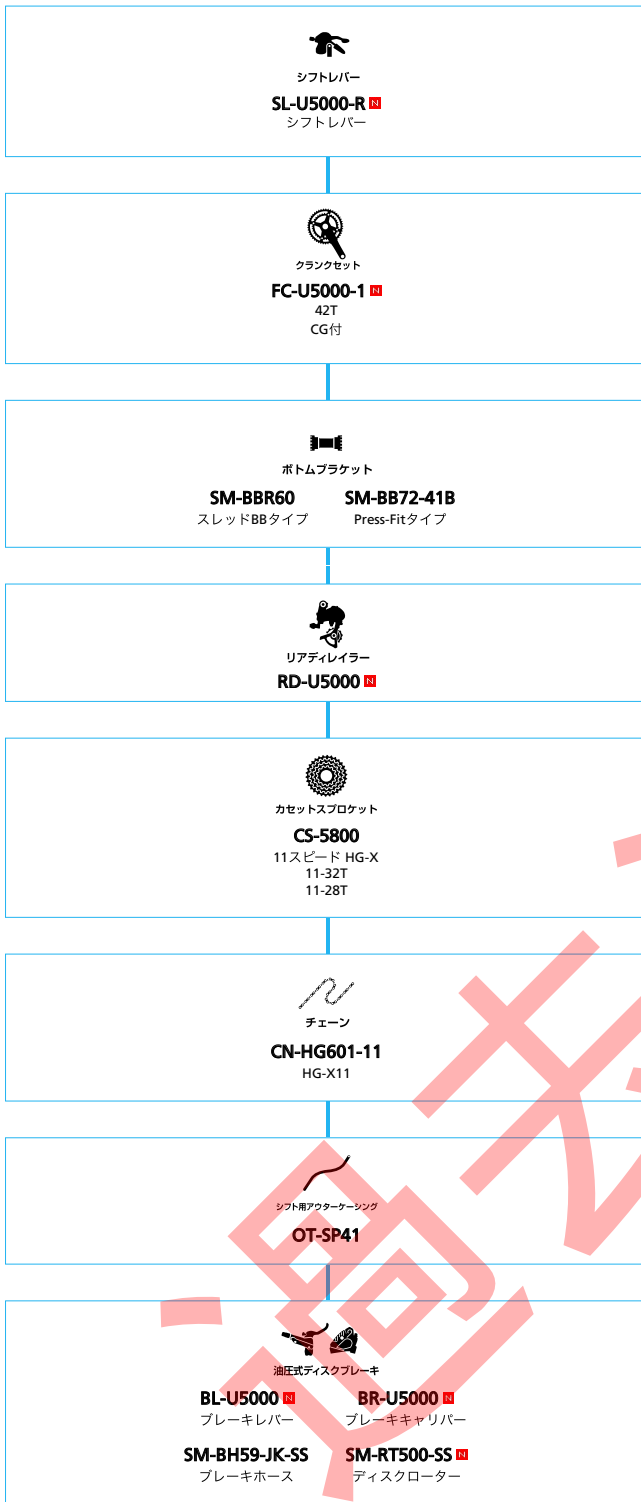 シフトレバー
SL-U5000-R N
シフトレバー
クランクセット
FC-U5000-1 N
42T
CG付
ボトムブラケット
SM-BBR60 SM-BB72-41B
スレッドBBタイプ Press-Fitタイプ
リアディレイラー
RD-U5000 N
カセットスプロケット
CS-5800
11スピード HG-X
11-32T
11-28T
チェーン
CN-HG601-11
HG-X11
シフト用アウターケーシング
OT-SP41
油圧式ディスクブレーキ
BL-U5000 N BR-U5000 N
ブレーキレバー ブレーキキャリパー
SM-BH59-JK-SS SM-RT500-SS N
ブレーキホース ディスクローター
過去